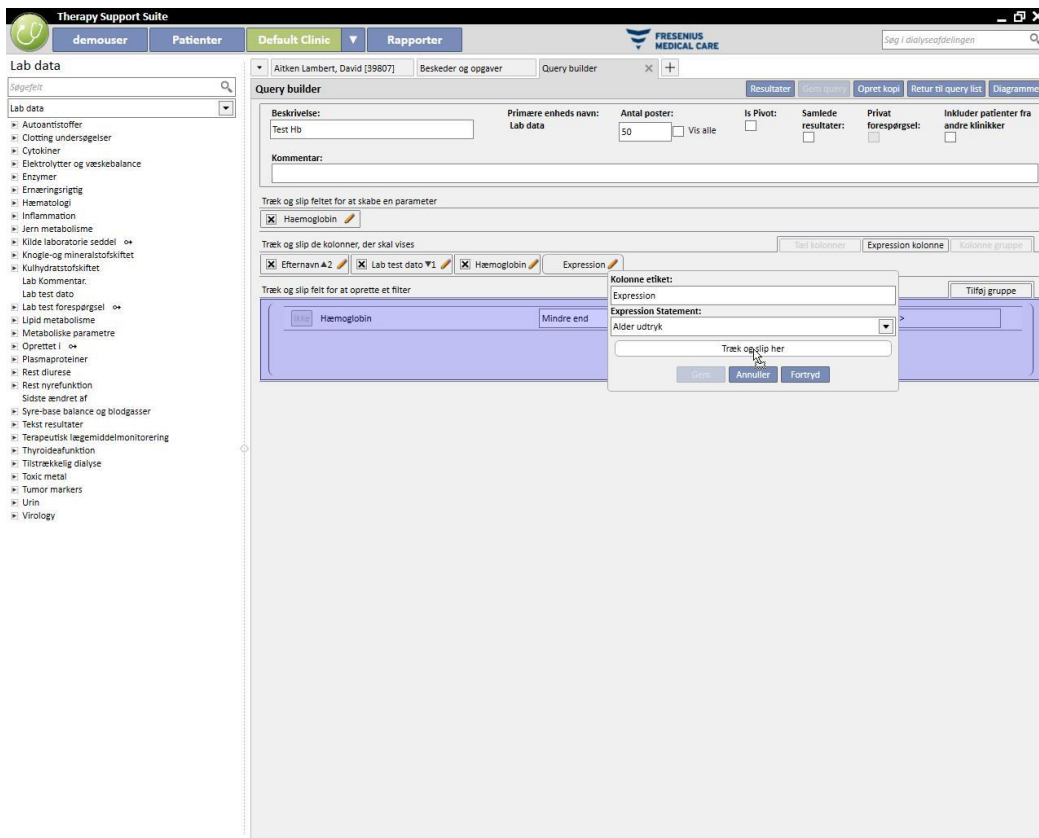 Therapy Support Suite
demouser Patienter Default Clinic Rapporter FRESENIUS MEDICAL CARE Søg i dialyseafdelingen
Lab data
Søgefelt
Lab data
Autoantistoffer
Clotting undersøgelser
Cytokiner
Elektrolytter og væskebalance
Enzymer
Ernæringsrigtig
Hæmatologi
Inflammation
Jern metabolisme
Kilde laboratorie seddel
Knogle-og mineralstofskiftet
Kulhydratstofskiftet
Lab Kommentar.
Lab test dato
Lab test forespørgsel
Lipid metabolisme
Metaboliske parametre
Oprettet i
Plasmaproteiner
Rest diurese
Rest nyrefunktion
Sidste ændret af
Syre-base balance og blodgasser
Tekst resultater
Terapeutisk lægemiddelmonitorering
Thyroideafunktion
Tilstrækkelig dialyse
Toxic metal
Tumor markers
Urin
Virology
Aitken Lambert, David [39807] Beskeder og opgaver Query builder
Query builder Resultater Gem query Opret kopi Retur til query list Diagramme
Beskrivelse: Primære enheds navn: Antal poster: Is Pivot: Samlede resultater: Privat forespørgsel: Inkluder patienter fra andre klinikker
Test Hb Lab data 50 Vis alle
Kommentar:
Træk og slip feltet for at skabe en parameter
Haemoglobin
Træk og slip de kolonner, der skal vises Tæl kolonner Expression kolonne Kolonne gruppe
Efternavn ▲2 Lab test dato ▼1 Hæmoglobin Expression
Træk og slip felt for at oprette et filter Tilføj gruppe
Ikke Hæmoglobin Mindre end >
Kolonne etiket:
Expression
Expression Statement:
Alder udtryk
Træk og slip her
Gem Annuller Fortryd